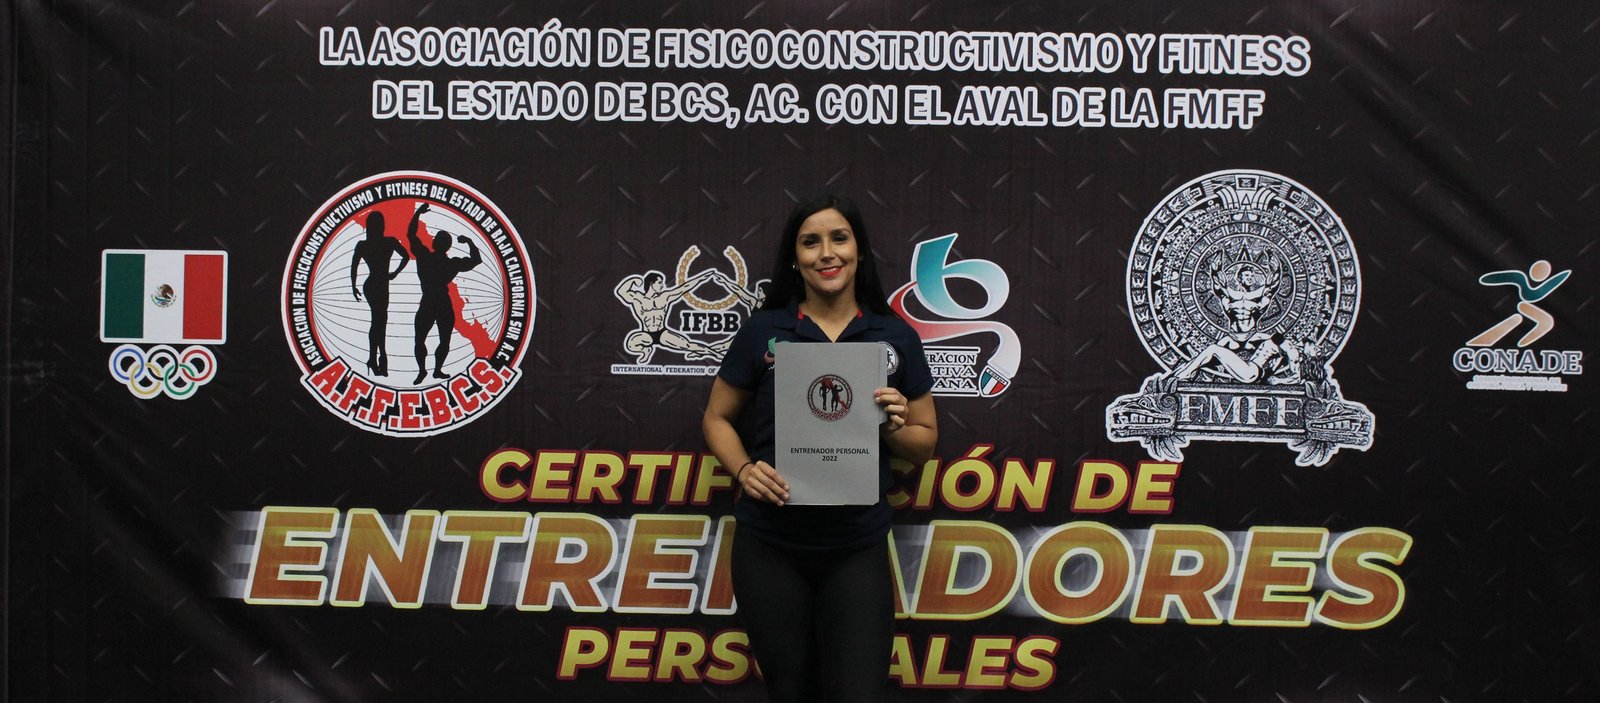 LA ASOCIACIÓN DE FISICOCONSTRUCTIVISMO Y FITNESS
DEL ESTADO DE BCS, AC. CON EL AVAL DE LA FMFF
ASOCIACION DE FISICOCONSTRUCTIVISMO Y FITNESS DEL ESTADO DE BAJA CALIFORNIA SUR A.C.
A.F.F.E.B.C.S.
IFBB
INTERNATIONAL FEDERATION OF
FMFF
CONADE
ENTRENADOR PERSONAL
2022
CERTIF CIÓN DE
ENTRE ADORES
PERS ALES